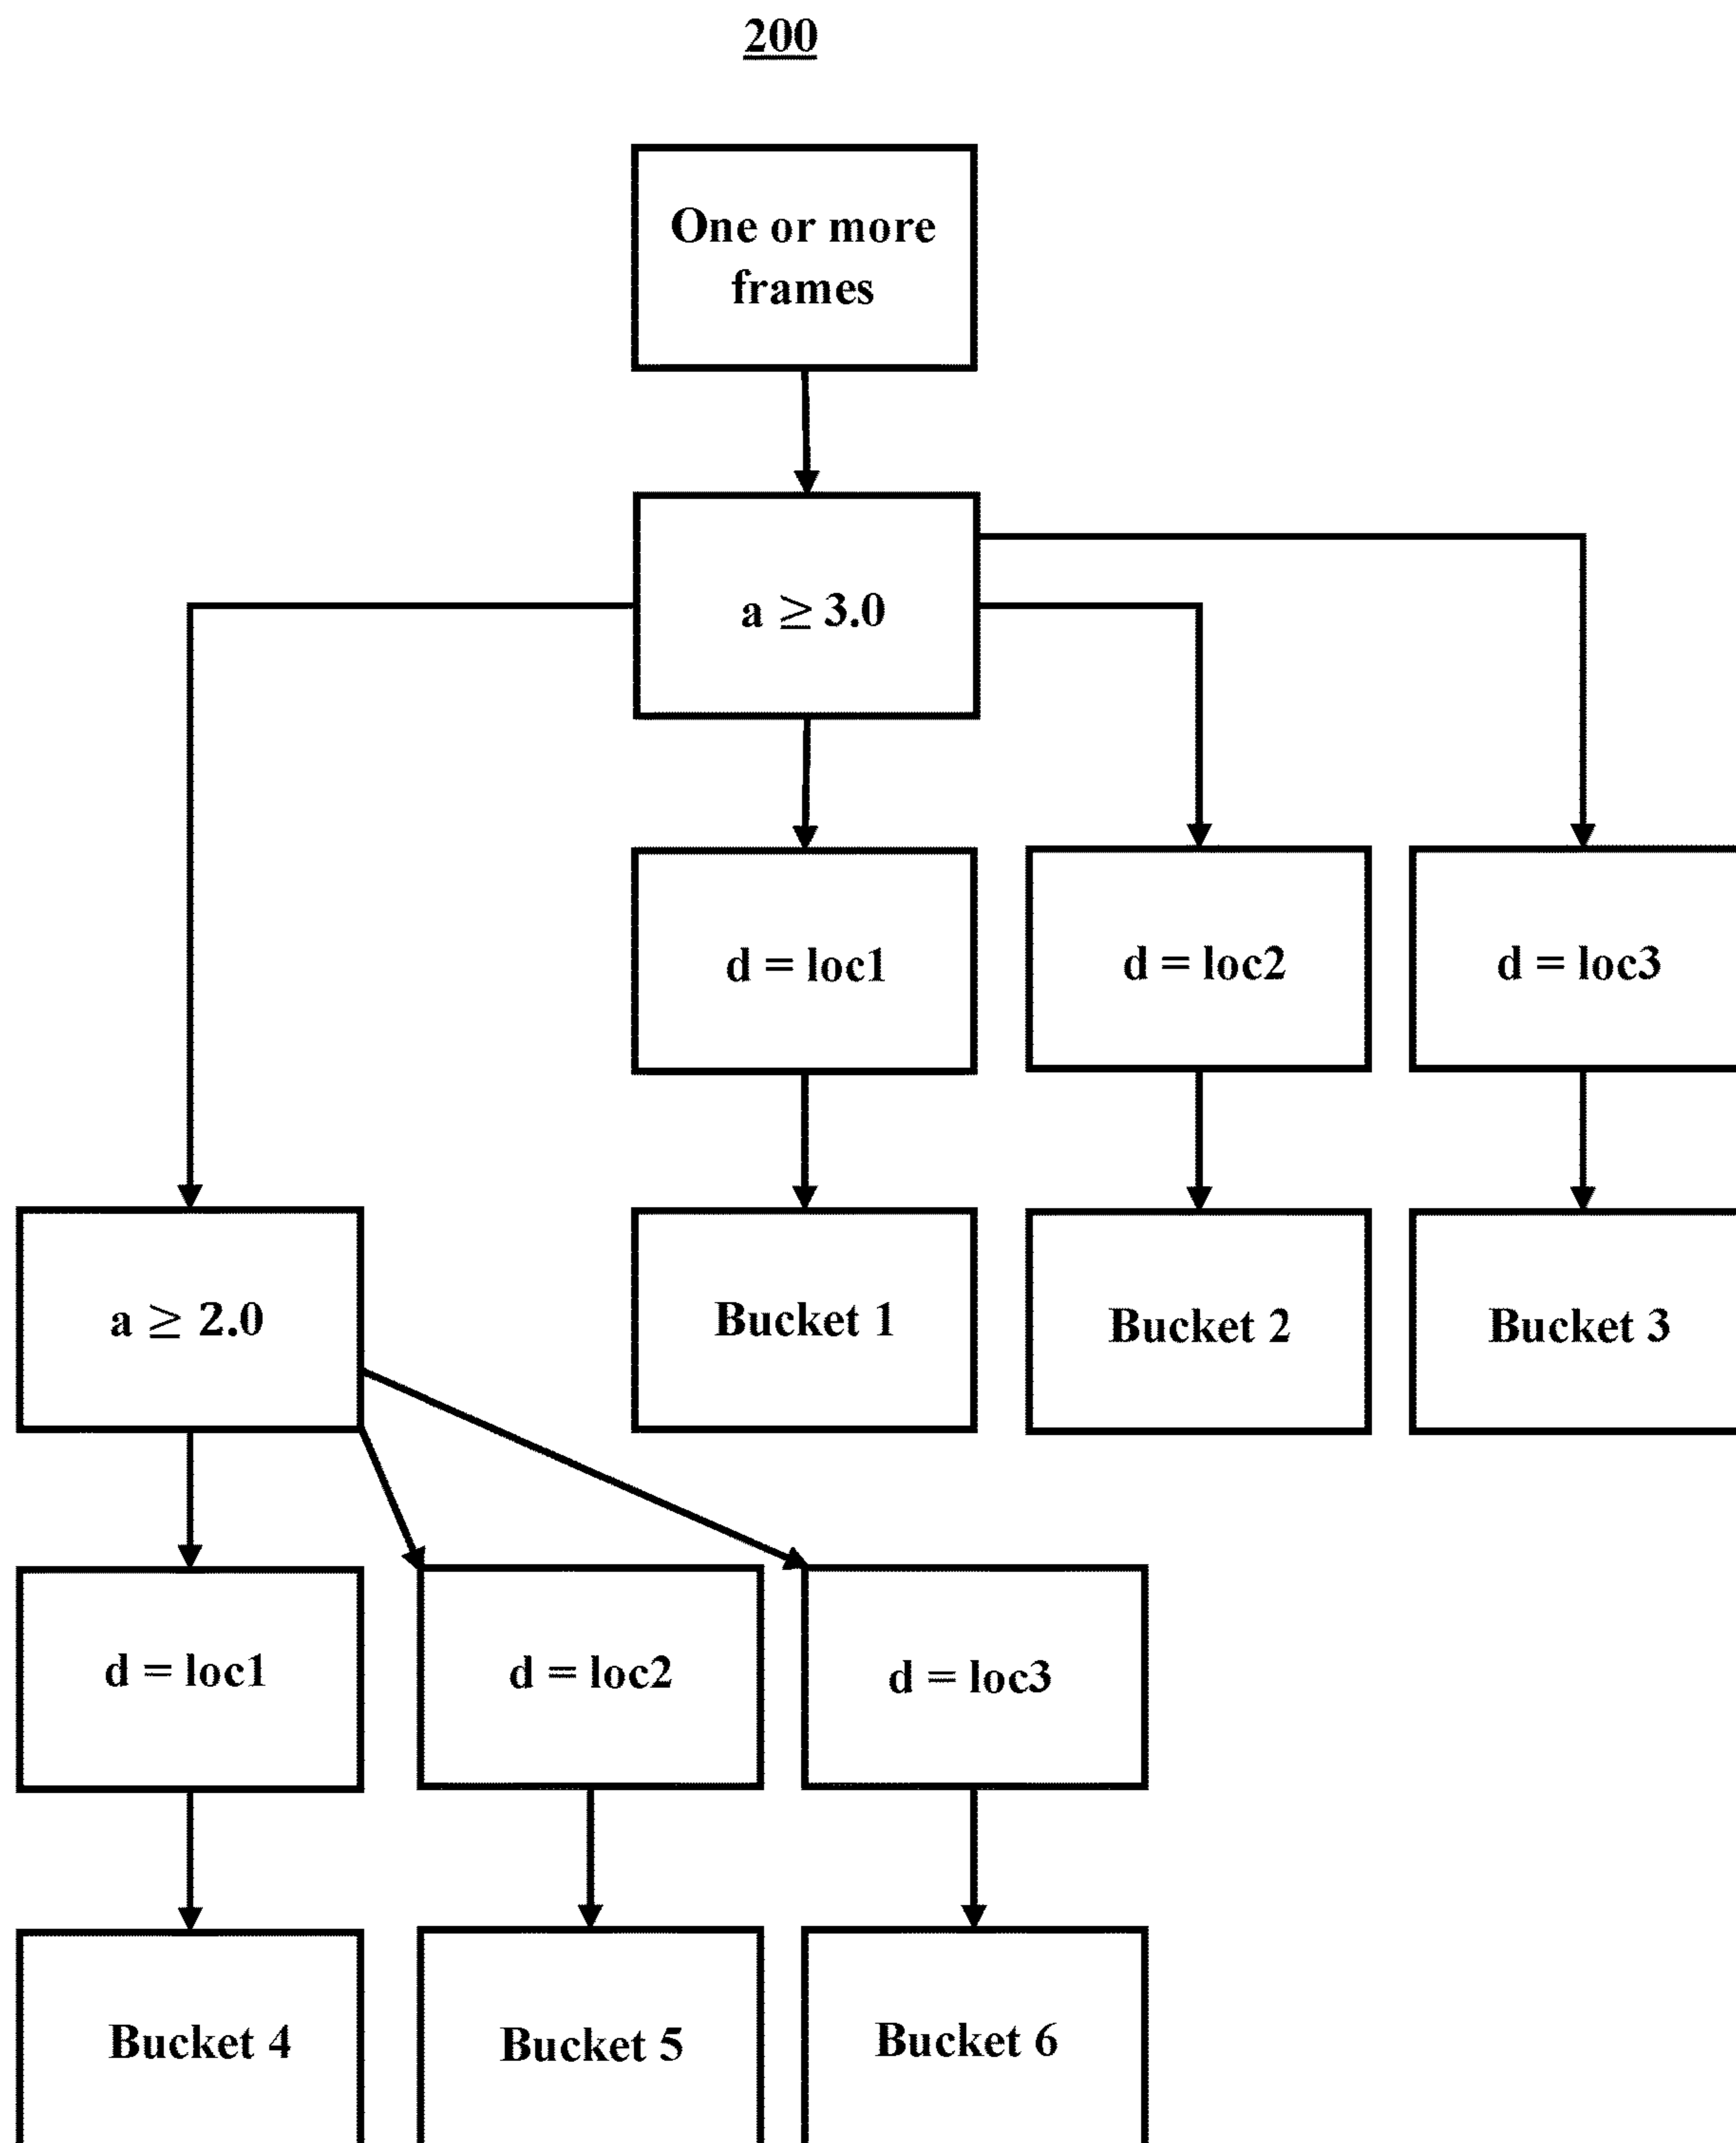 200
One or more
frames
a ≥ 3.0
d = loc1
d = loc2
d = loc3
a ≥ 2.0
Bucket 1
Bucket 2
Bucket 3
d = loc1
d = loc2
d = loc3
Bucket 4
Bucket 5
Bucket 6